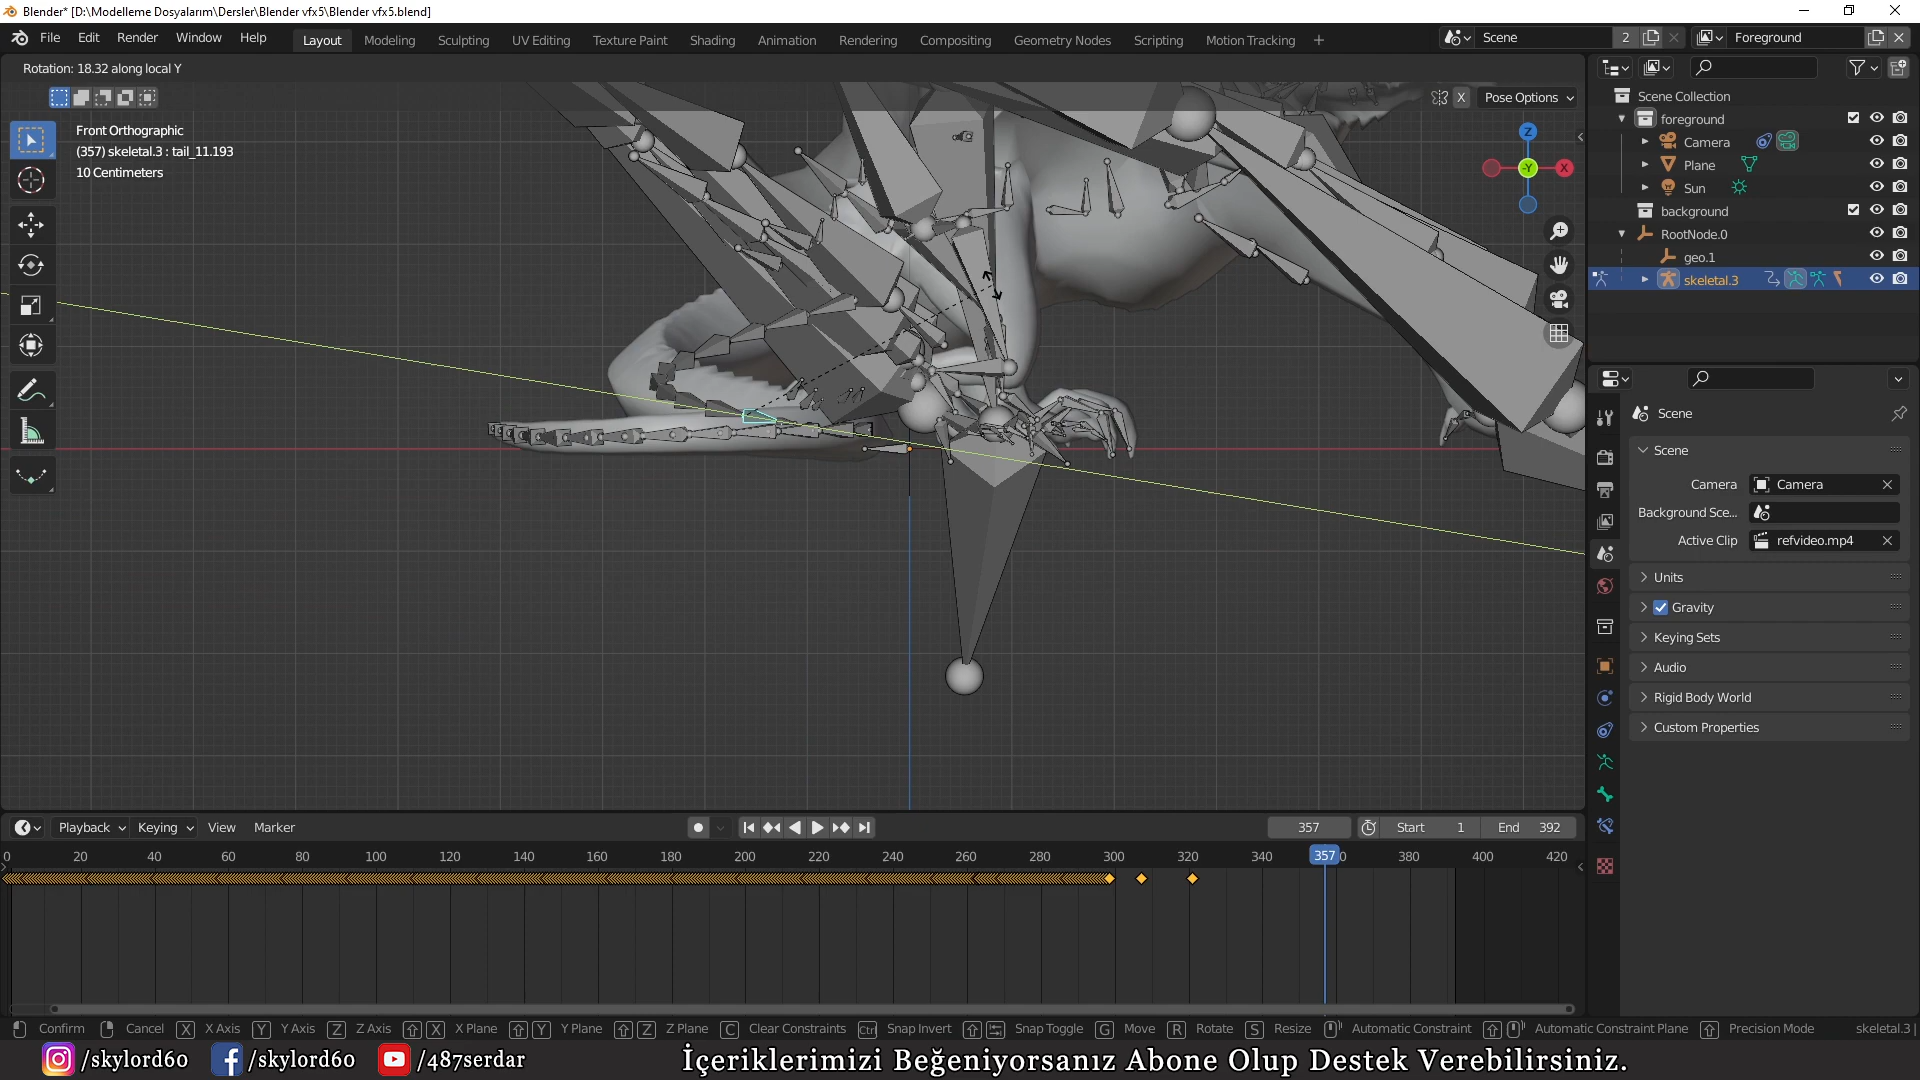 Blender* [D:\Modelleme Dosyalarım\Dersler\Blender vfx5\Blender vfx5.blend]
File Edit Render Window Help Layout Modeling Sculpting UV Editing Texture Paint Shading Animation Rendering Compositing Geometry Nodes Scripting Motion Tracking + Scene 2 Foreground
Rotation: 18.32 along local Y
X Pose Options
Front Orthographic
(357) skeletal.3 : tail_11.193
10 Centimeters
Z
Y
X
Scene Collection
foreground
Camera
Plane
Sun
background
RootNode.0
geo.1
skeletal.3
Scene
Scene
Camera Camera
Background Sce...
Active Clip refvideo.mp4
Units
Gravity
Keying Sets
Audio
Rigid Body World
Custom Properties
Playback Keying View Marker 357 Start 1 End 392
0 20 40 60 80 100 120 140 160 180 200 220 240 260 280 300 320 340 357 0 380 400 420
Confirm Cancel X X Axis Y Y Axis Z Z Axis X X Plane Y Y Plane Z Z Plane C Clear Constraints Ctrl Snap Invert Snap Toggle G Move R Rotate S Resize Automatic Constraint Automatic Constraint Plane Precision Mode skeletal.3 |
/skylord60 /skylord60 /487serdar İçeriklerimizi Beğeniyorsanız Abone Olup Destek Verebilirsiniz.